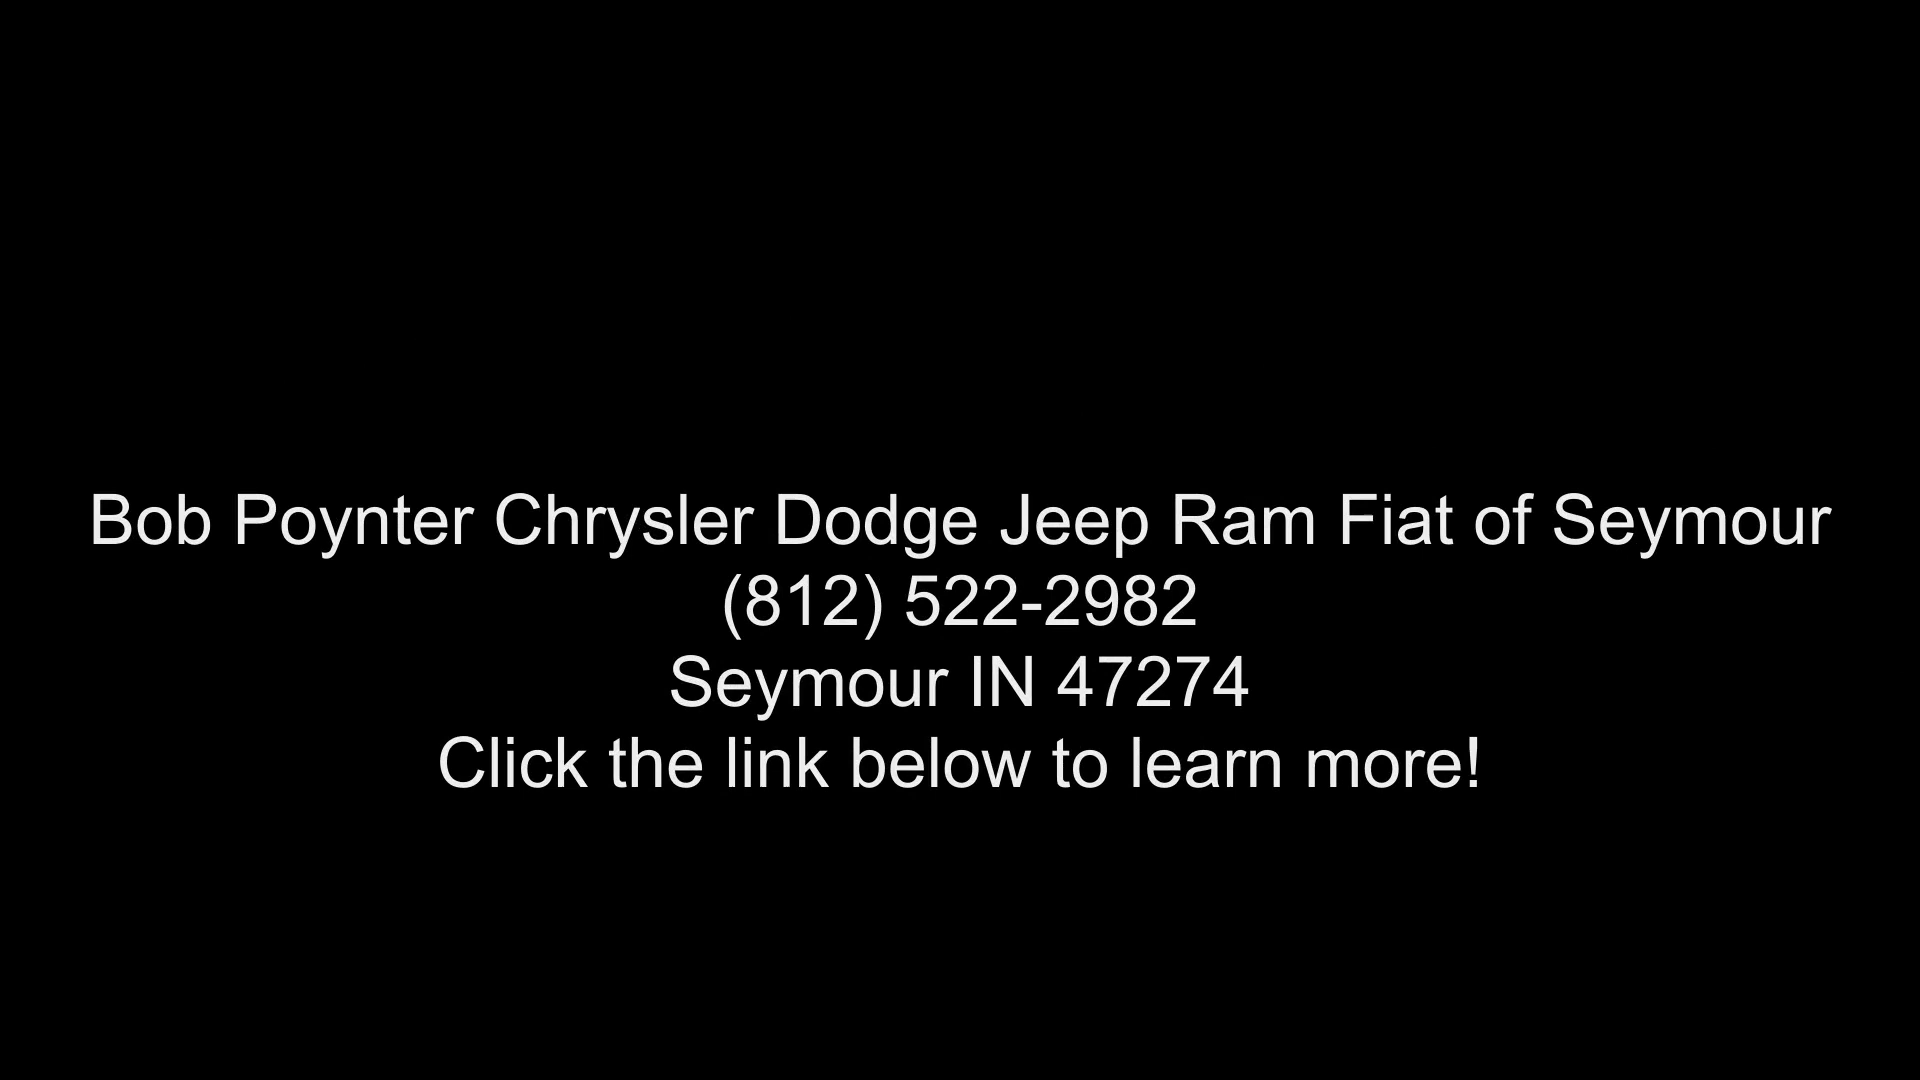 Bob Poynter Chrysler Dodge Jeep Ram Fiat of Seymour
(812) 522-2982
Seymour IN 47274
Click the link below to learn more!